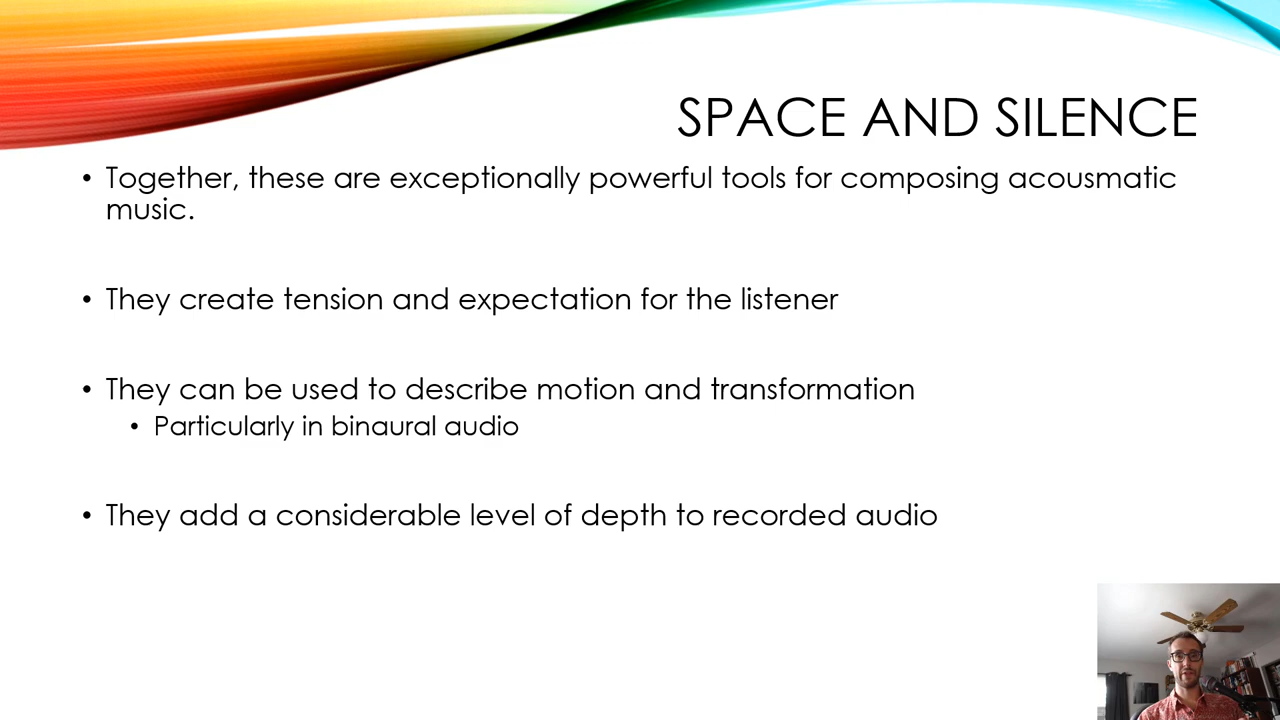 SPACE AND SILENCE
• Together, these are exceptionally powerful tools for composing acousmatic
music.
• They create tension and expectation for the listener
• They can be used to describe motion and transformation
• Particularly in binaural audio
• They add a considerable level of depth to recorded audio